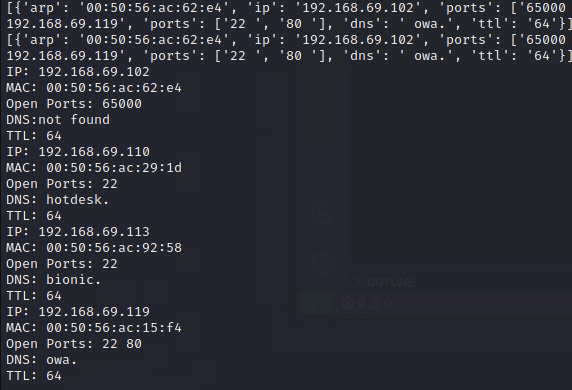 [{'arp': '00:50:56:ac:62:e4', 'ip': '192.168.69.102', 'ports': ['65000
192.168.69.119', 'ports': ['22 ', '80 '], 'dns': ' owa.', 'ttl': '64'}]
[{'arp': '00:50:56:ac:62:e4', 'ip': '192.168.69.102', 'ports': ['65000
192.168.69.119', 'ports': ['22 ', '80 '], 'dns': ' owa.', 'ttl': '64'}]
IP: 192.168.69.102
MAC: 00:50:56:ac:62:e4
Open Ports: 65000
DNS:not found
TTL: 64
IP: 192.168.69.110
MAC: 00:50:56:ac:29:1d
Open Ports: 22
DNS: hotdesk.
TTL: 64
IP: 192.168.69.113
MAC: 00:50:56:ac:92:58
Open Ports: 22
DNS: bionic.
TTL: 64
IP: 192.168.69.119
MAC: 00:50:56:ac:15:f4
Open Ports: 22 80
DNS: owa.
TTL: 64
OUTLINE
0 0